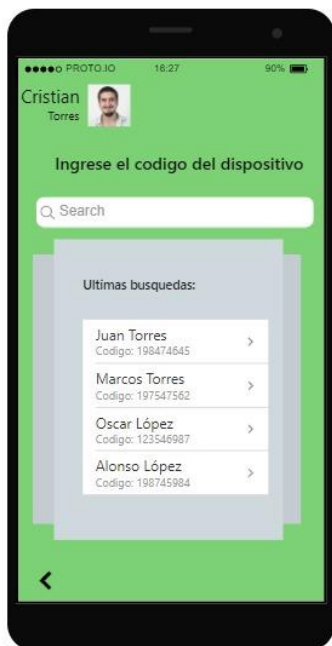 PROTO.IO 16:27 90%
Cristian
Torres
Ingrese el codigo del dispositivo
Search
Ultimas busquedas:
Juan Torres
Codigo: 198474645
Marcos Torres
Codigo: 197547562
Oscar López
Codigo: 123546987
Alonso López
Codigo: 198745984